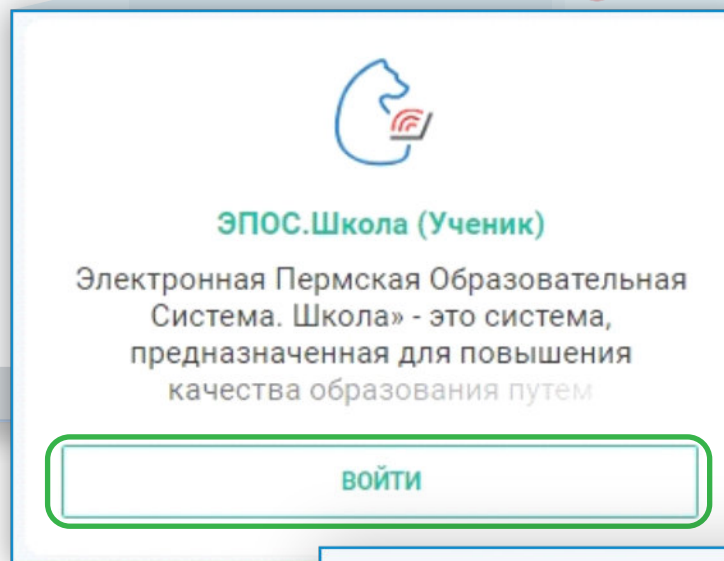 ЭПОС.Школа (Ученик)
Электронная Пермская Образовательная
Система. Школа» - это система,
предназначенная для повышения
качества образования путем
ВОЙТИ